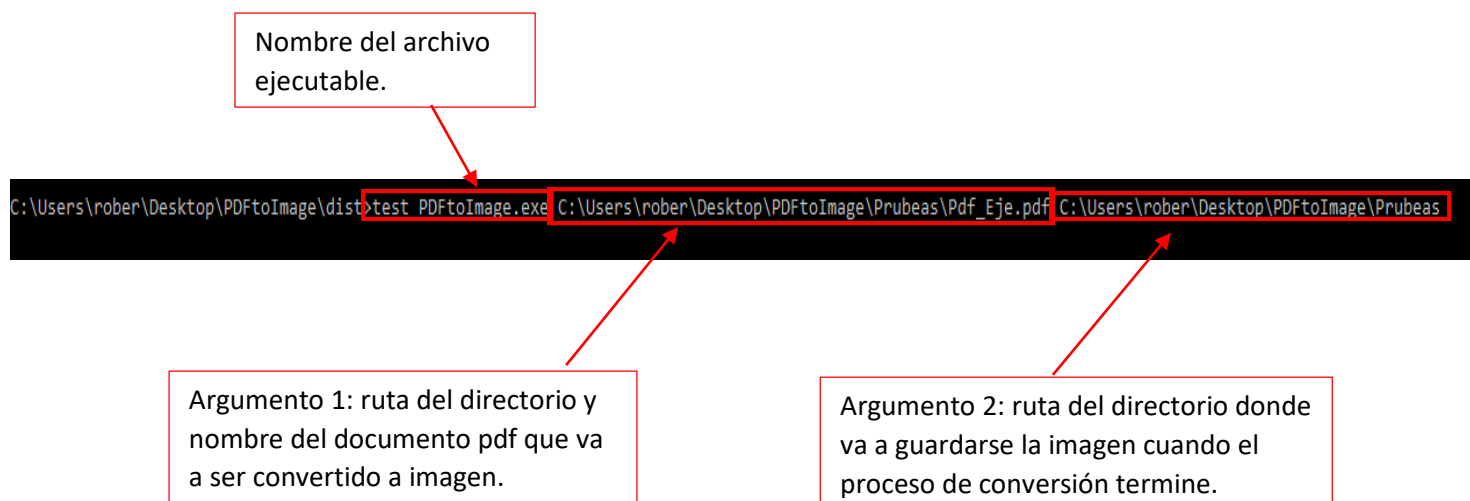 Nombre del archivo
ejecutable.
C:\Users\rober\Desktop\PDFtoImage\dist>test_PDFtoImage.exe C:\Users\rober\Desktop\PDFtoImage\Prubeas\Pdf_Eje.pdf C:\Users\rober\Desktop\PDFtoImage\Prubeas
Argumento 1: ruta del directorio y
nombre del documento pdf que va
a ser convertido a imagen.
Argumento 2: ruta del directorio donde
va a guardarse la imagen cuando el
proceso de conversión termine.